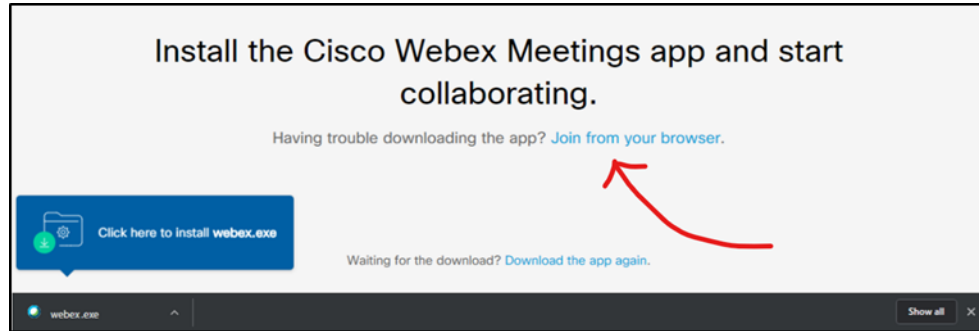 Install the Cisco Webex Meetings app and start
collaborating.
Having trouble downloading the app? Join from your browser.
Click here to install webex.exe
Waiting for the download? Download the app again.
webex.exe
Show all